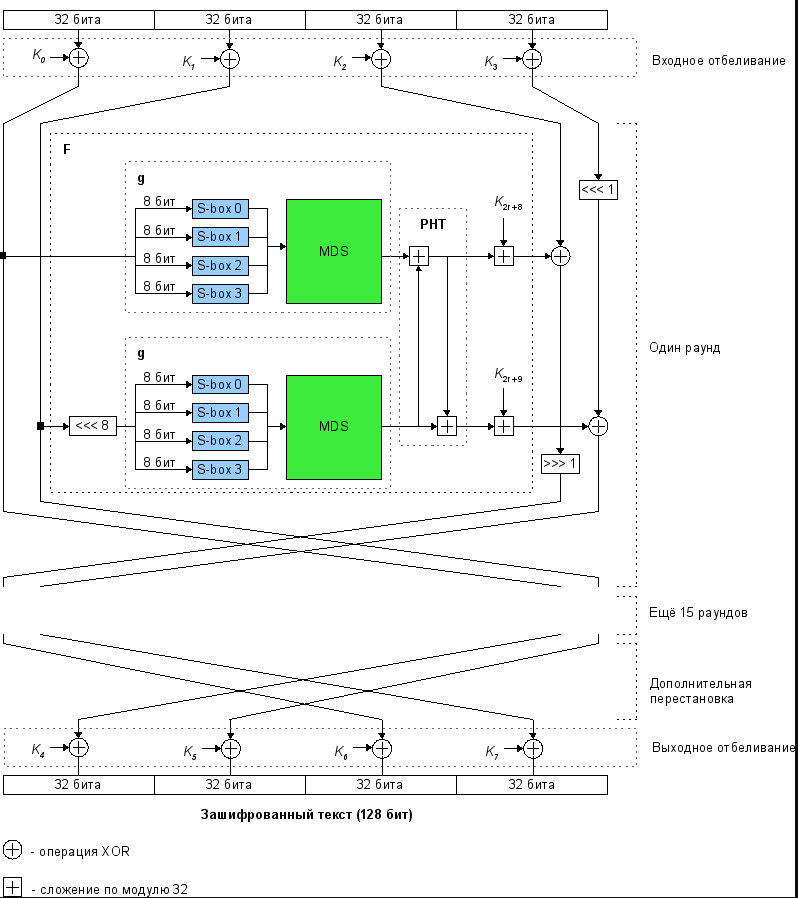 32 бита 32 бита 32 бита 32 бита
K0 K1 K2 K3 Входное отбеливание
F
<<< 1
g
8 бит S-box 0
8 бит S-box 1
8 бит S-box 2
8 бит S-box 3
MDS
PHT
K2r+8
Один раунд
g
<<< 8
8 бит S-box 0
8 бит S-box 1
8 бит S-box 2
8 бит S-box 3
MDS
K2r+9
>>> 1
Ещё 15 раундов
Дополнительная
перестановка
K4 K5 K6 K7 Выходное отбеливание
32 бита 32 бита 32 бита 32 бита
Зашифрованный текст (128 бит)
- операция XOR
- сложение по модулю 32